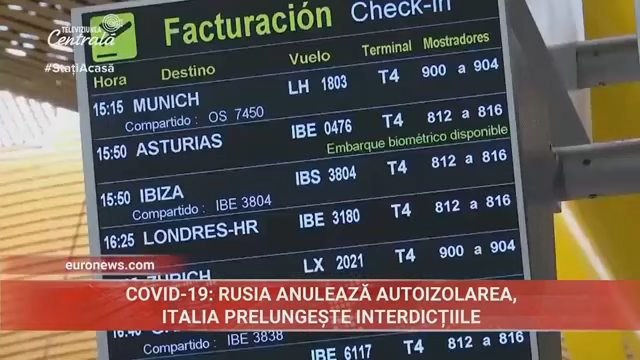 TELEVIZIUNEA
Centrală
#StațiAcasă
Facturación Check-in
Hora Destino Vuelo Terminal Mostradores
15:15 MUNICH LH 1803 T4 900 a 904
Compartido : OS 7450
15:50 ASTURIAS IBE 0476 T4 812 a 816
Embarque biométrico disponible
15:50 IBIZA IBS 3804 T4 812 a 816
Compartido : IBE 3804
16:25 LONDRES-HR IBE 3180 T4 812 a 816
ZURICH LX 2021 T4 900 a 904
euronews.com
COVID-19: RUSIA ANULEAZĂ AUTOIZOLAREA,
ITALIA PRELUNGEȘTE INTERDICȚIILE
Compartido : IBE 3838
IBE 6117 T4 812 a 816